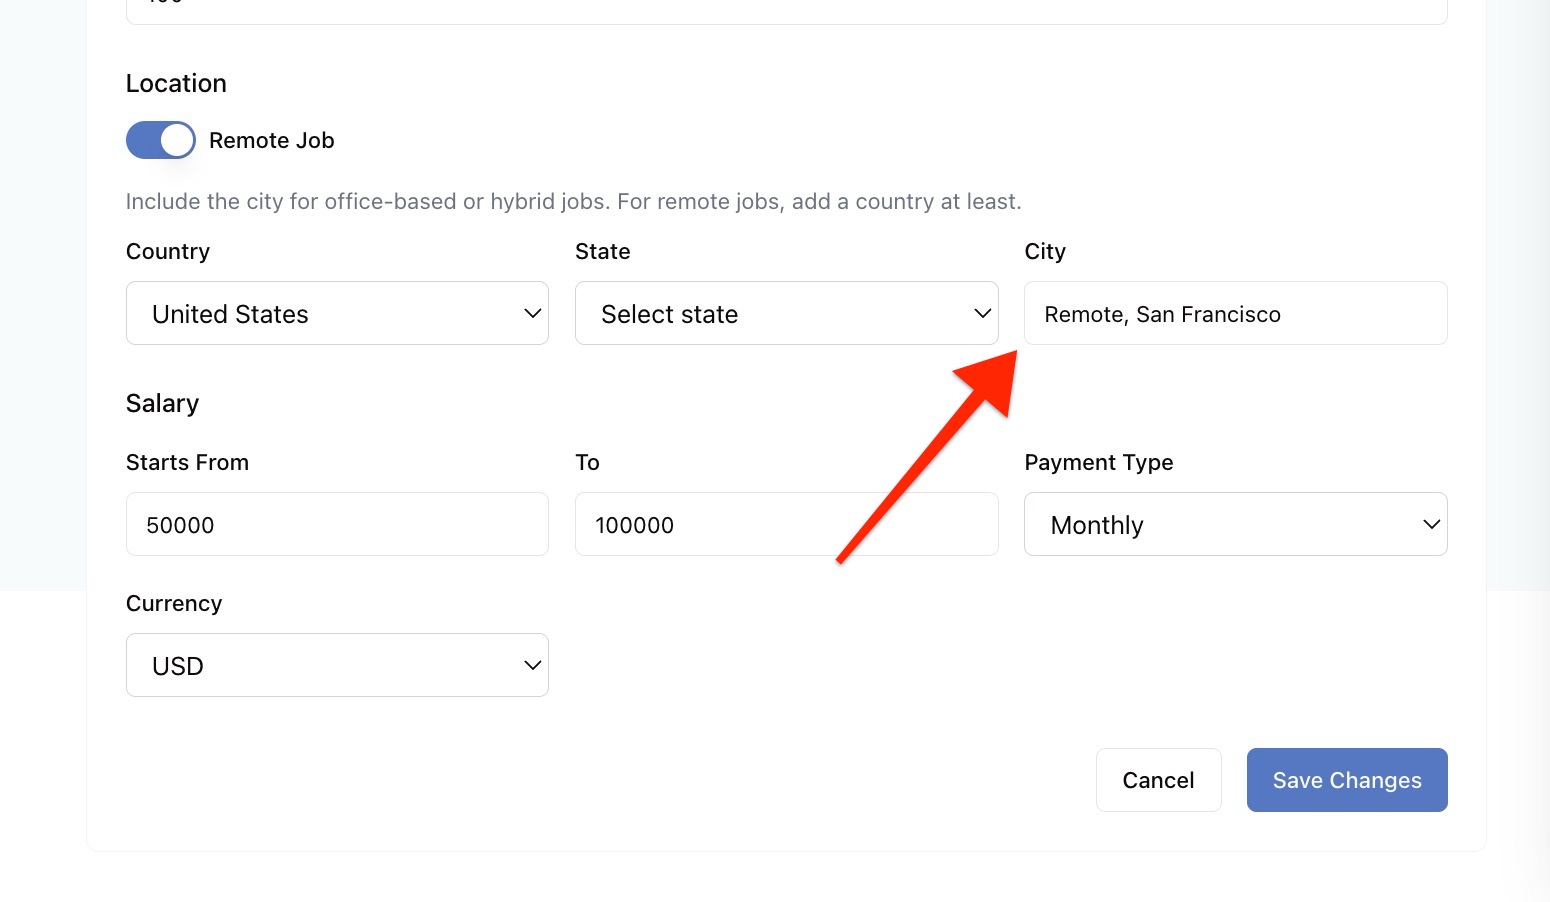 Location
Remote Job
Include the city for office-based or hybrid jobs. For remote jobs, add a country at least.
Country State City
United States Select state Remote, San Francisco
Salary
Starts From To Payment Type
50000 100000 Monthly
Currency
USD
Cancel Save Changes